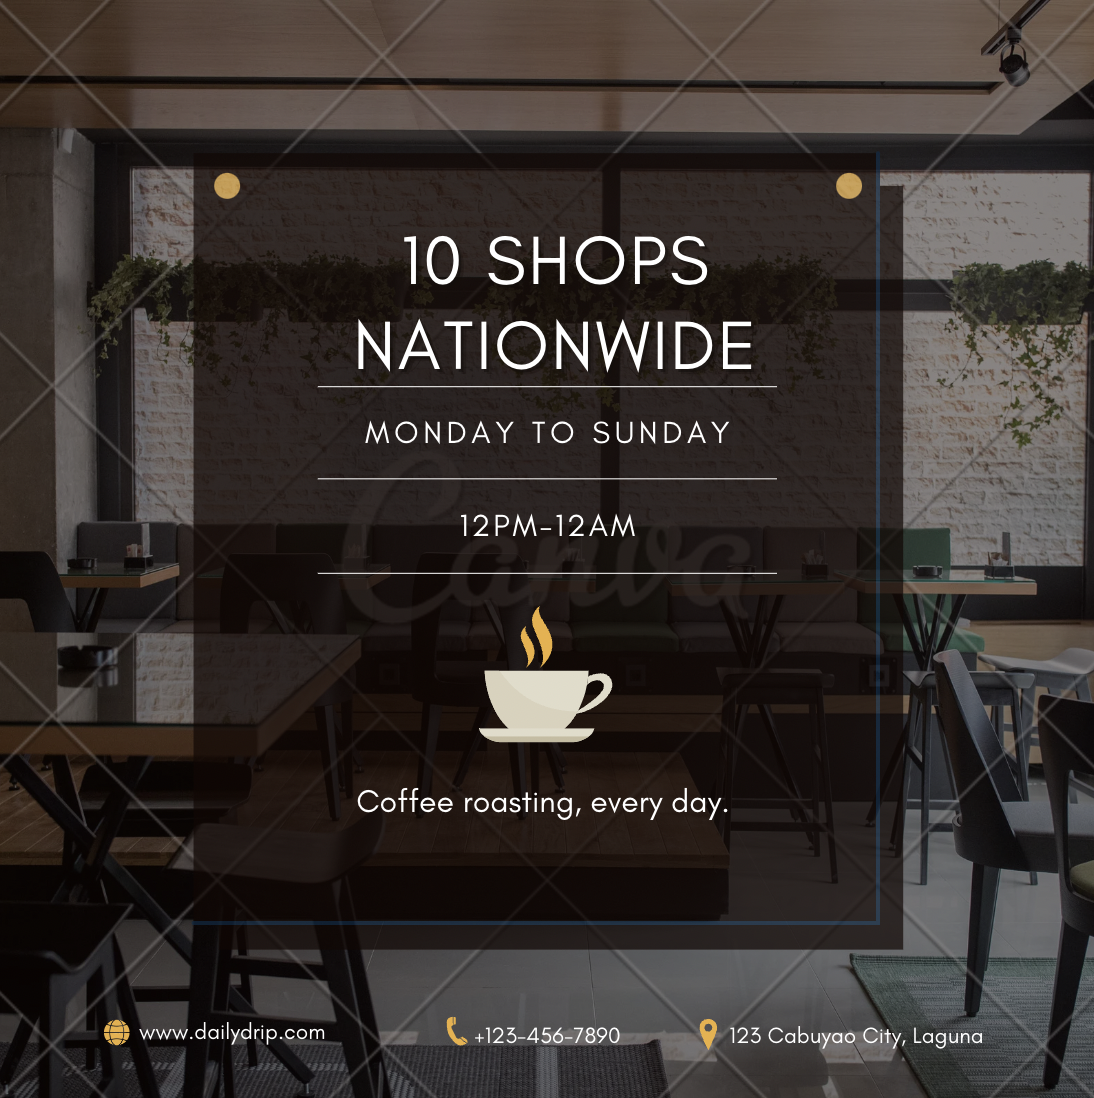 10 SHOPS
NATIONWIDE
MONDAY TO SUNDAY
12PM-12AM
Canva
Coffee roasting, every day.
www.dailydrip.com
+123-456-7890
123 Cabuyao City, Laguna